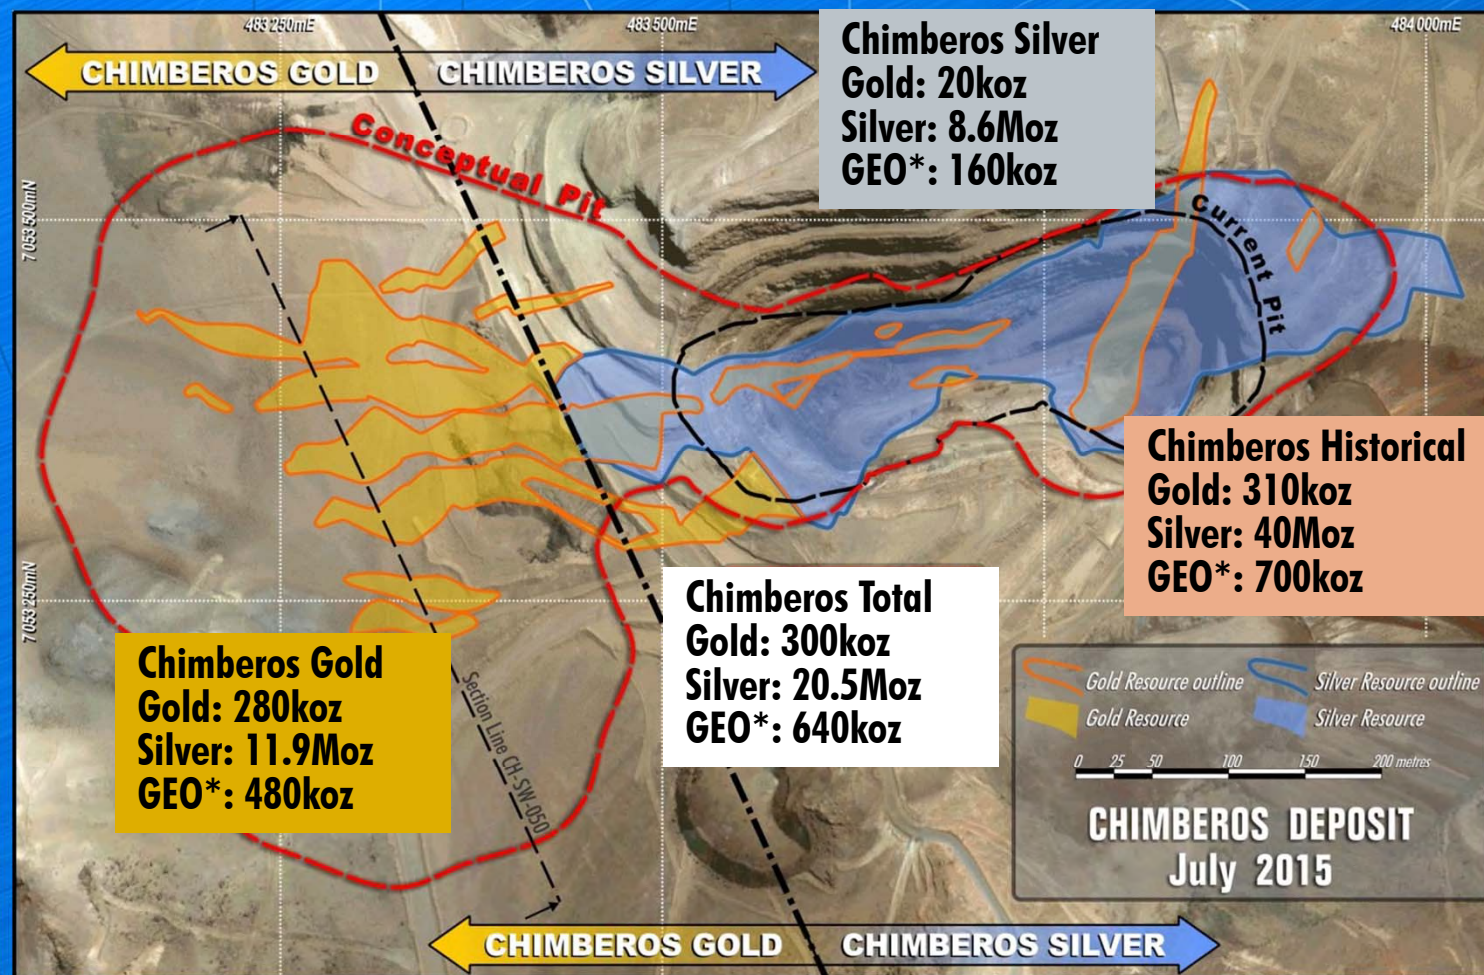 483 250mE
483 500mE
484 000mE
CHIMBEROS GOLD
CHIMBEROS SILVER
Chimberos Silver
Gold: 20koz
Silver: 8.6Moz
GEO*: 160koz
Conceptual Pit
7 053 500mN
Current Pit
Chimberos Historical
Gold: 310koz
Silver: 40Moz
GEO*: 700koz
7 053 250mN
Chimberos Total
Gold: 300koz
Silver: 20.5Moz
GEO*: 640koz
Chimberos Gold
Gold: 280koz
Silver: 11.9Moz
GEO*: 480koz
Section Line CH-SW-050
Gold Resource outline
Silver Resource outline
Gold Resource
Silver Resource
0 25 50 100 150 200 metres
CHIMBEROS DEPOSIT
July 2015
CHIMBEROS GOLD
CHIMBEROS SILVER